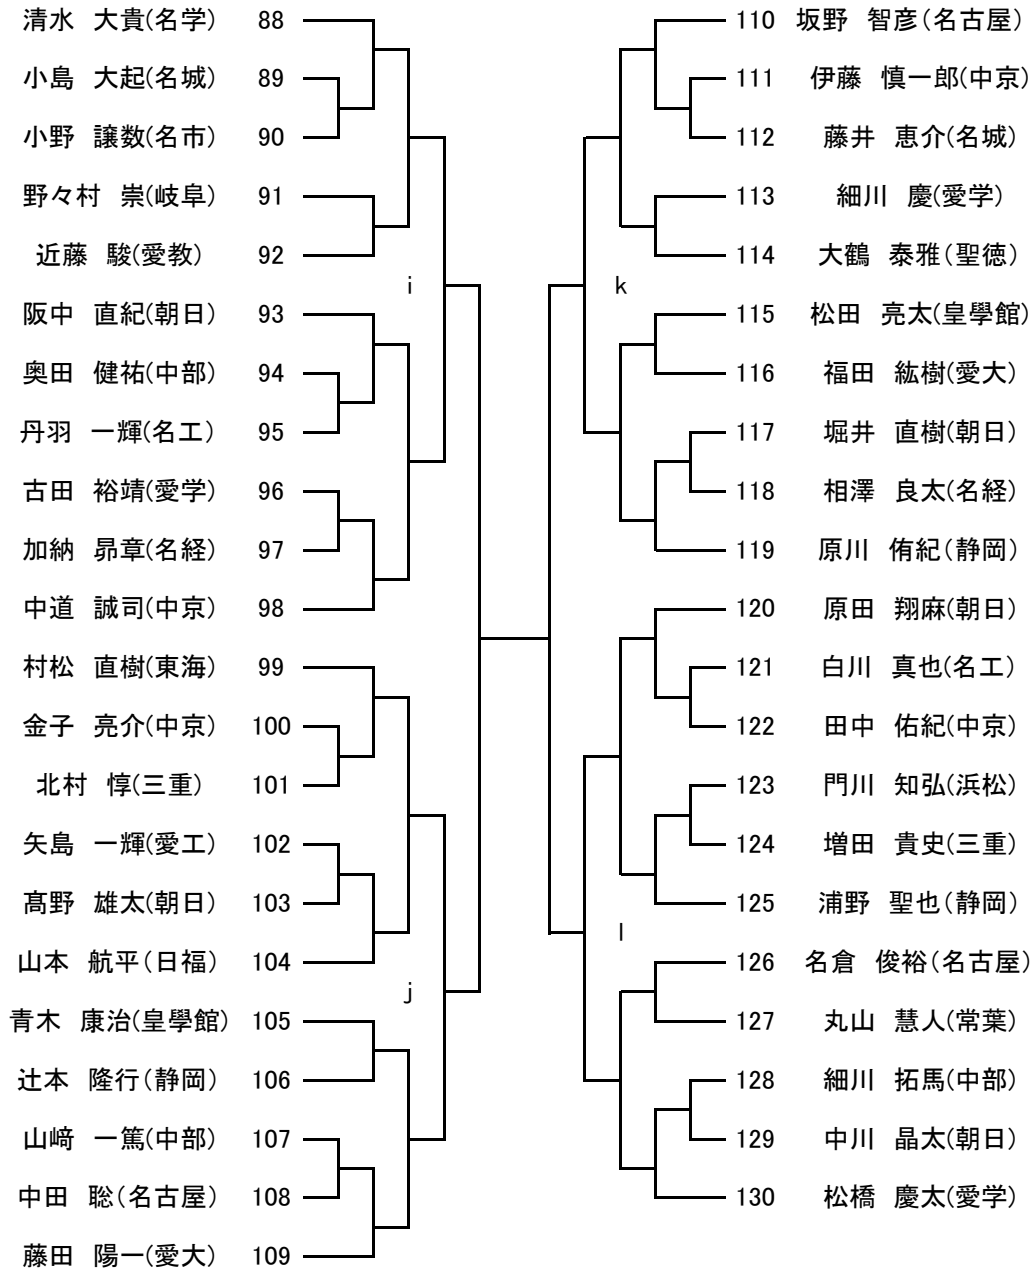 清水 大貴(名学) 88
小島 大起(名城) 89
小野 譲数(名市) 90
野々村 崇(岐阜) 91
近藤 駿(愛教) 92
i
阪中 直紀(朝日) 93
奥田 健祐(中部) 94
丹羽 一輝(名工) 95
古田 裕靖(愛学) 96
加納 昴章(名経) 97
中道 誠司(中京) 98
村松 直樹(東海) 99
金子 亮介(中京) 100
北村 惇(三重) 101
矢島 一輝(愛工) 102
髙野 雄太(朝日) 103
山本 航平(日福) 104
j
青木 康治(皇學館) 105
辻本 隆行(静岡) 106
山﨑 一篤(中部) 107
中田 聡(名古屋) 108
藤田 陽一(愛大) 109
110 坂野 智彦(名古屋)
111 伊藤 慎一郎(中京)
112 藤井 恵介(名城)
113 細川 慶(愛学)
114 大鶴 泰雅(聖徳)
k
115 松田 亮太(皇學館)
116 福田 紘樹(愛大)
117 堀井 直樹(朝日)
118 相澤 良太(名経)
119 原川 侑紀(静岡)
120 原田 翔麻(朝日)
121 白川 真也(名工)
122 田中 佑紀(中京)
123 門川 知弘(浜松)
124 増田 貴史(三重)
125 浦野 聖也(静岡)
l
126 名倉 俊裕(名古屋)
127 丸山 慧人(常葉)
128 細川 拓馬(中部)
129 中川 晶太(朝日)
130 松橋 慶太(愛学)